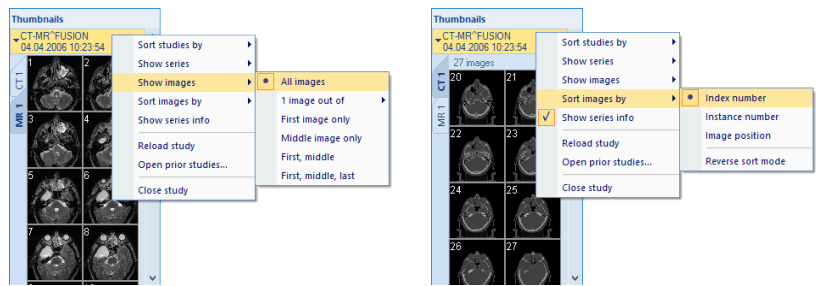 Thumbnails
CT-MR^FUSION
04.04.2006 10:23:54
CT 1
MR 1
1
2
3
4
5
6
7
8
Sort studies by
Show series
Show images
Sort images by
Show series info
Reload study
Open prior studies...
Close study
All images
1 image out of
First image only
Middle image only
First, middle
First, middle, last
Thumbnails
CT-MR^FUSION
04.04.2006 10:23:54
27 images
CT 1
MR 1
20
21
22
23
24
25
26
27
Sort studies by
Show series
Show images
Sort images by
Show series info
Reload study
Open prior studies...
Close study
Index number
Instance number
Image position
Reverse sort mode